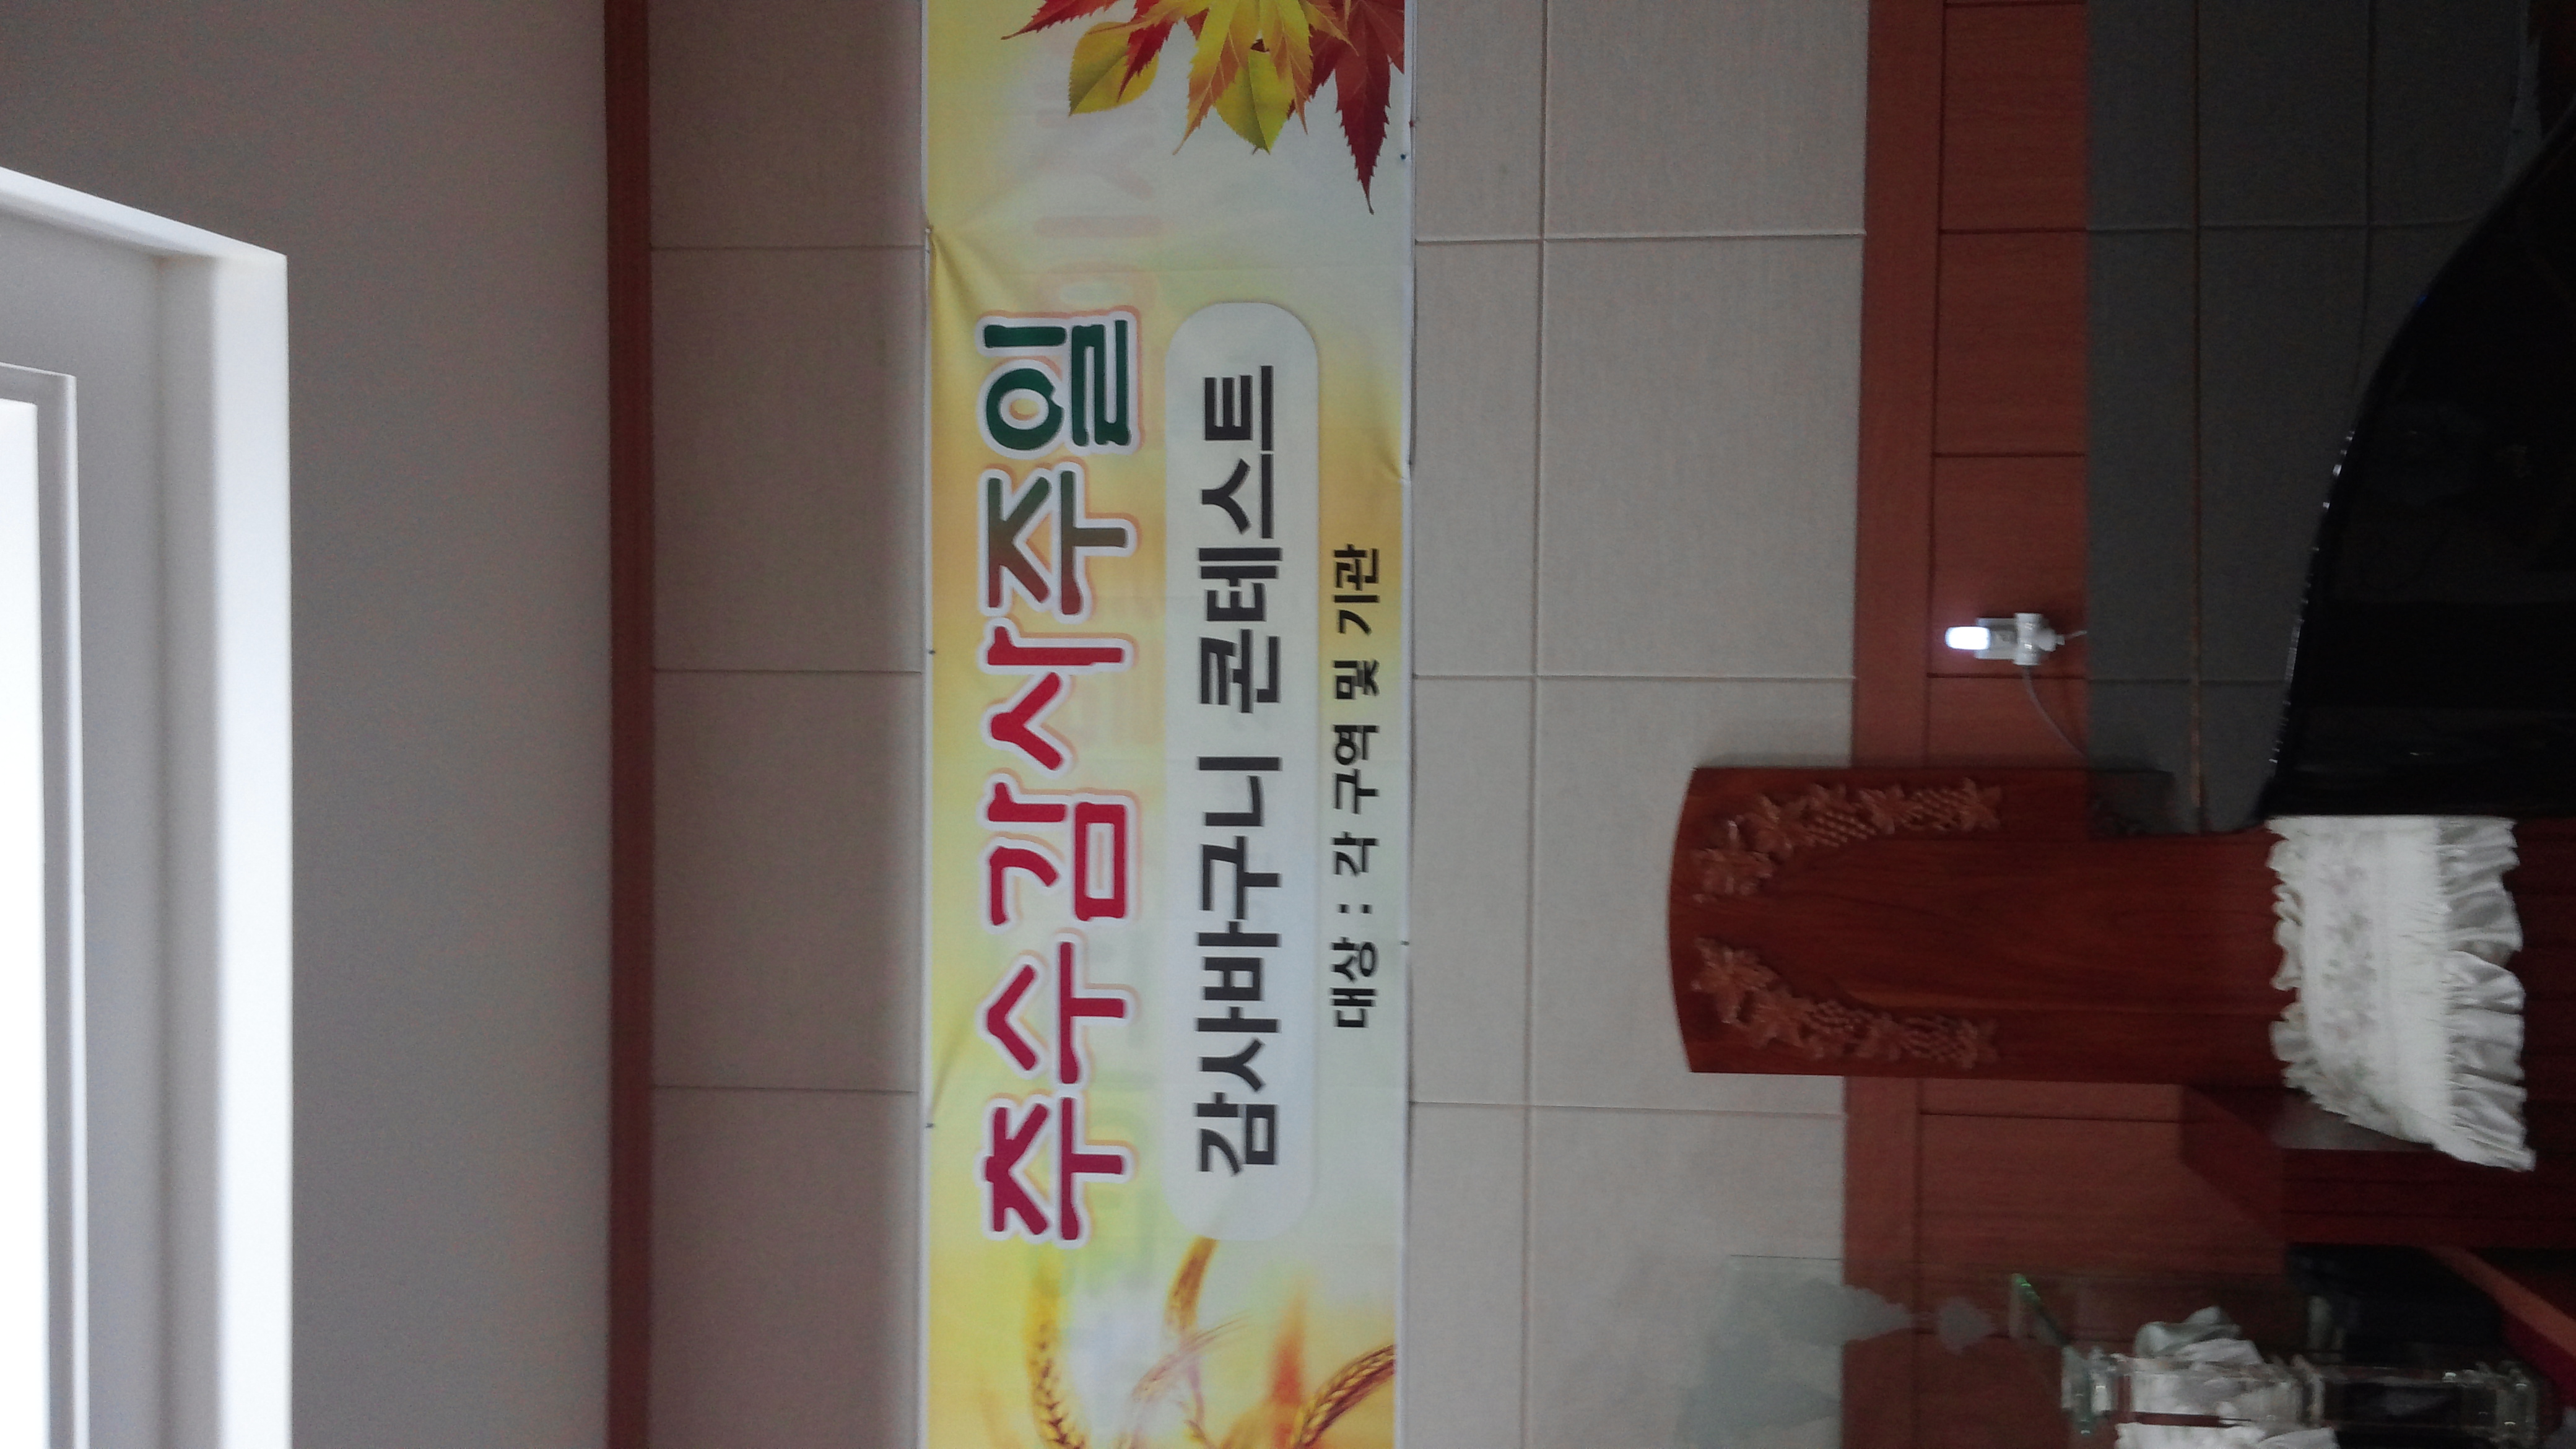 추수감사주일
감사바구니 콘테스트
대상 : 각 구역 및 기관